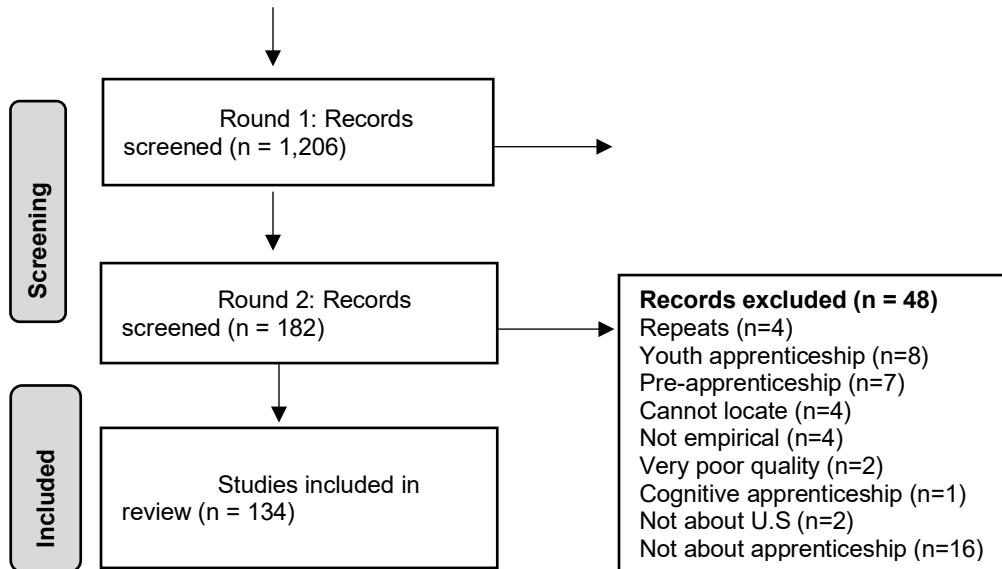 Screening
Round 1: Records
screened (n = 1,206)
Round 2: Records
screened (n = 182)
Records excluded (n = 48)
Repeats (n=4)
Youth apprenticeship (n=8)
Pre-apprenticeship (n=7)
Cannot locate (n=4)
Not empirical (n=4)
Very poor quality (n=2)
Cognitive apprenticeship (n=1)
Not about U.S (n=2)
Not about apprenticeship (n=16)
Included
Studies included in
review (n = 134)